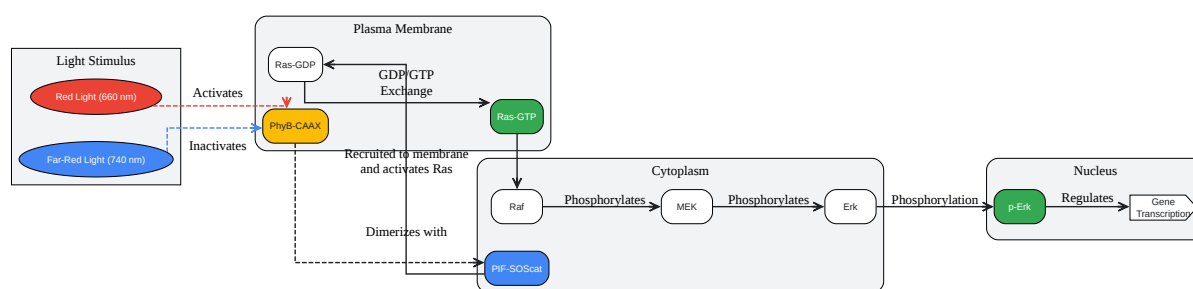 Light Stimulus
Red Light (660 nm)
Far-Red Light (740 nm)
Activates
Inactivates
Plasma Membrane
Ras-GDP
GDP/GTP
Exchange
PhyB-CAAX
Ras-GTP
Recruited to membrane
and activates Ras
Dimerizes with
Cytoplasm
Raf
Phosphorylates
MEK
Phosphorylates
Erk
PIF-SOScat
Phosphorylation
Nucleus
p-Erk
Regulates
Gene
Transcription